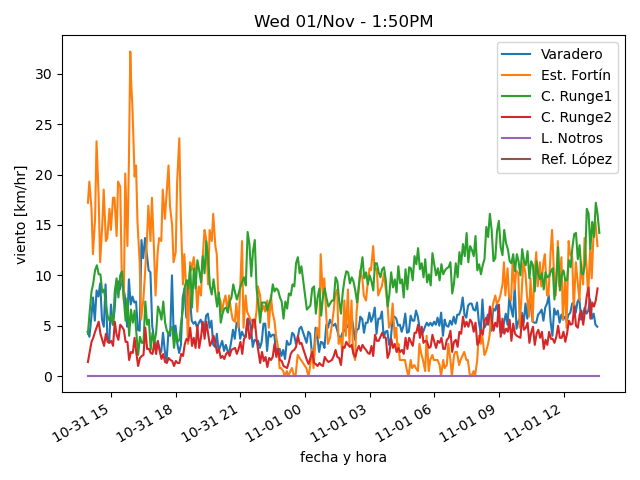 Wed 01/Nov - 1:50PM
Varadero
Est. Fortín
C. Runge1
C. Runge2
L. Notros
Ref. López
viento [km/hr]
30
25
20
15
10
5
0
10-31 15
10-31 18
10-31 21
11-01 00
11-01 03
11-01 06
11-01 09
11-01 12
fecha y hora